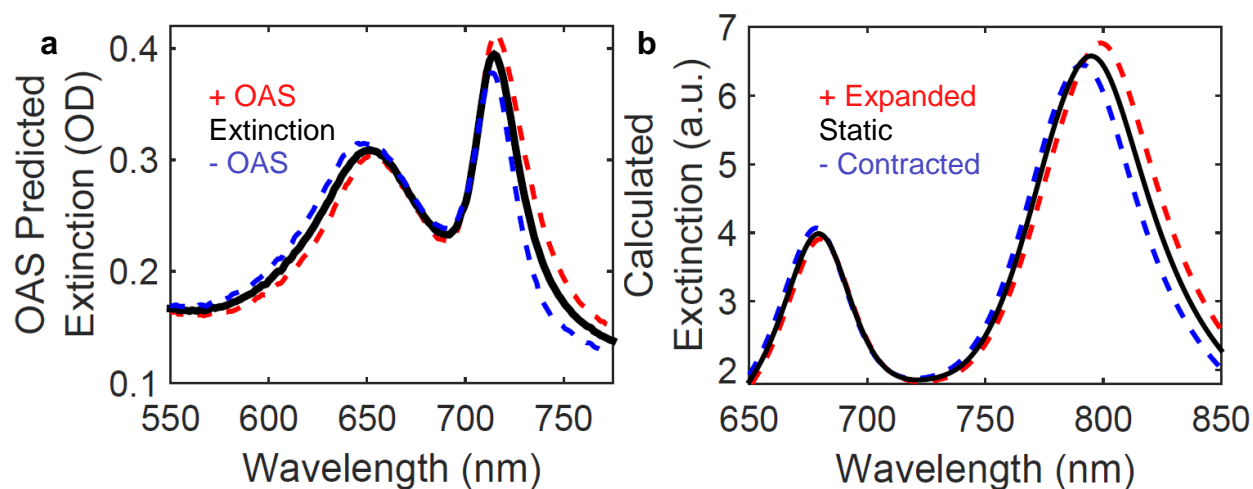 a
OAS Predicted
Extinction (OD)
0.4
0.3
0.2
0.1
+ OAS
Extinction
- OAS
550 600 650 700 750
Wavelength (nm)
b
Calculated
Exctinction (a.u.)
7
6
5
4
3
2
+ Expanded
Static
- Contracted
650 700 750 800 850
Wavelength (nm)